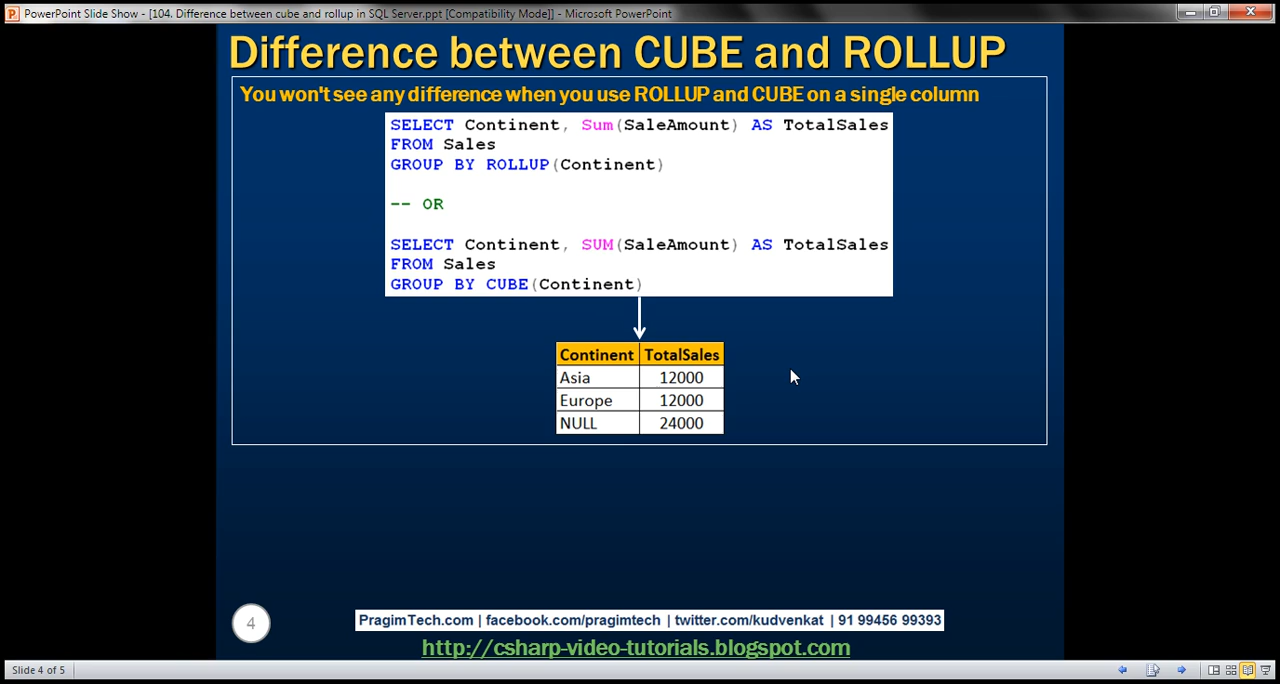 PowerPoint Slide Show - [104. Difference between cube and rollup in SQL Server.ppt [Compatibility Mode]] - Microsoft PowerPoint
Difference between CUBE and ROLLUP
You won't see any difference when you use ROLLUP and CUBE on a single column
SELECT Continent, Sum(SaleAmount) AS TotalSales
FROM Sales
GROUP BY ROLLUP(Continent)
-- OR
SELECT Continent, SUM(SaleAmount) AS TotalSales
FROM Sales
GROUP BY CUBE(Continent)
Continent TotalSales
Asia 12000
Europe 12000
NULL 24000
4
PragimTech.com | facebook.com/pragimtech | twitter.com/kudvenkat | 91 99456 99393
http://csharp-video-tutorials.blogspot.com
Slide 4 of 5